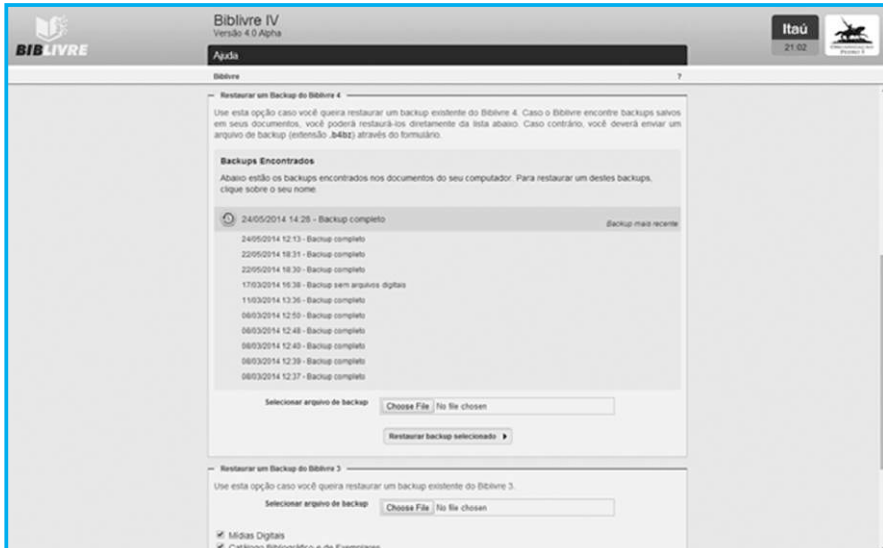 BIBLIVRE
Biblivre IV
Versão 4.0 Alpha
Itaú
21:02
Ajuda
Biblivre ?
Restaurar um Backup do Biblivre 4
Use esta opção caso você queira restaurar um backup existente do Biblivre 4. Caso o Biblivre encontre backups salvos
em seus documentos, você poderá restaurá-los diretamente da lista abaixo. Caso contrário, você deverá enviar um
arquivo de backup (extensão .b4bz) através do formulário.
Backups Encontrados
Abaixo estão os backups encontrados nos documentos do seu computador. Para restaurar um destes backups,
clique sobre o seu nome.
24/05/2014 14:28 - Backup completo
Backup mais recente
24/05/2014 12:13 - Backup completo
22/05/2014 18:31 - Backup completo
22/05/2014 18:30 - Backup completo
17/03/2014 16:38 - Backup sem arquivos digitais
11/03/2014 13:36 - Backup completo
08/03/2014 12:50 - Backup completo
08/03/2014 12:48 - Backup completo
08/03/2014 12:40 - Backup completo
08/03/2014 12:39 - Backup completo
08/03/2014 12:37 - Backup completo
Selecionar arquivo de backup Choose File No file chosen
Restaurar backup selecionado
Restaurar um Backup do Biblivre 3
Use esta opção caso você queira restaurar um backup existente do Biblivre 3.
Selecionar arquivo de backup Choose File No file chosen
Mídias Digitais
Catálogo Bibliográfico e de Exemplares